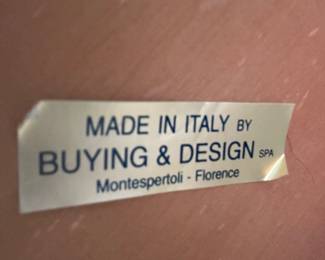 MADE IN ITALY BY
BUYING & DESIGN SPA
Montespertoli - Florence